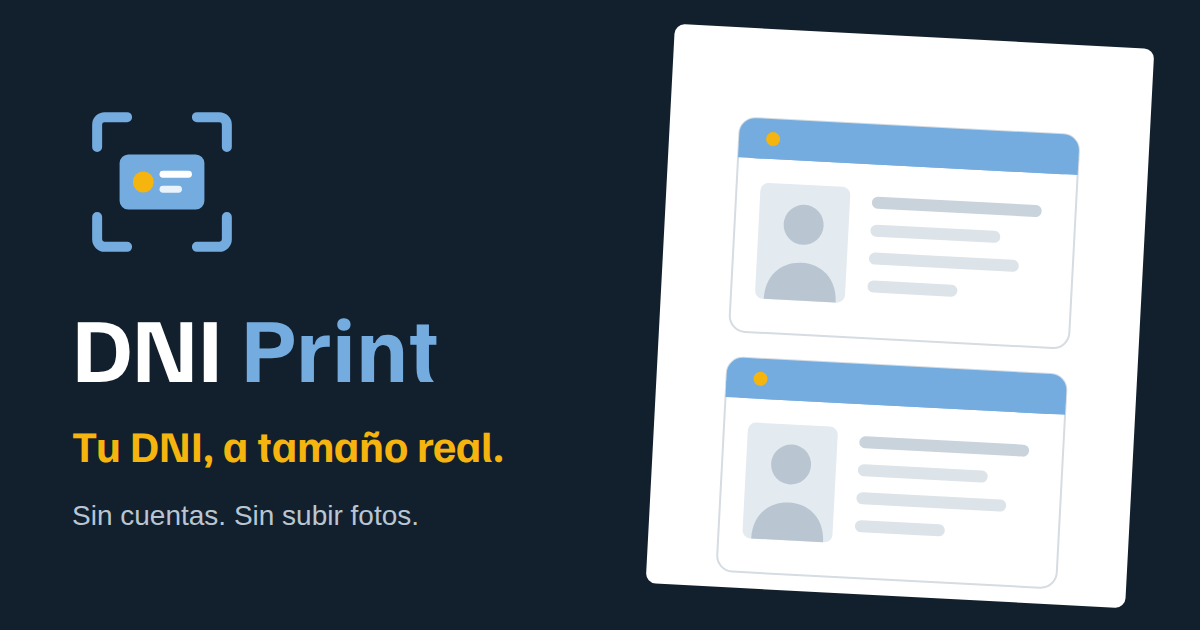 DNI Print
Tu DNI, a tamaño real.
Sin cuentas. Sin subir fotos.